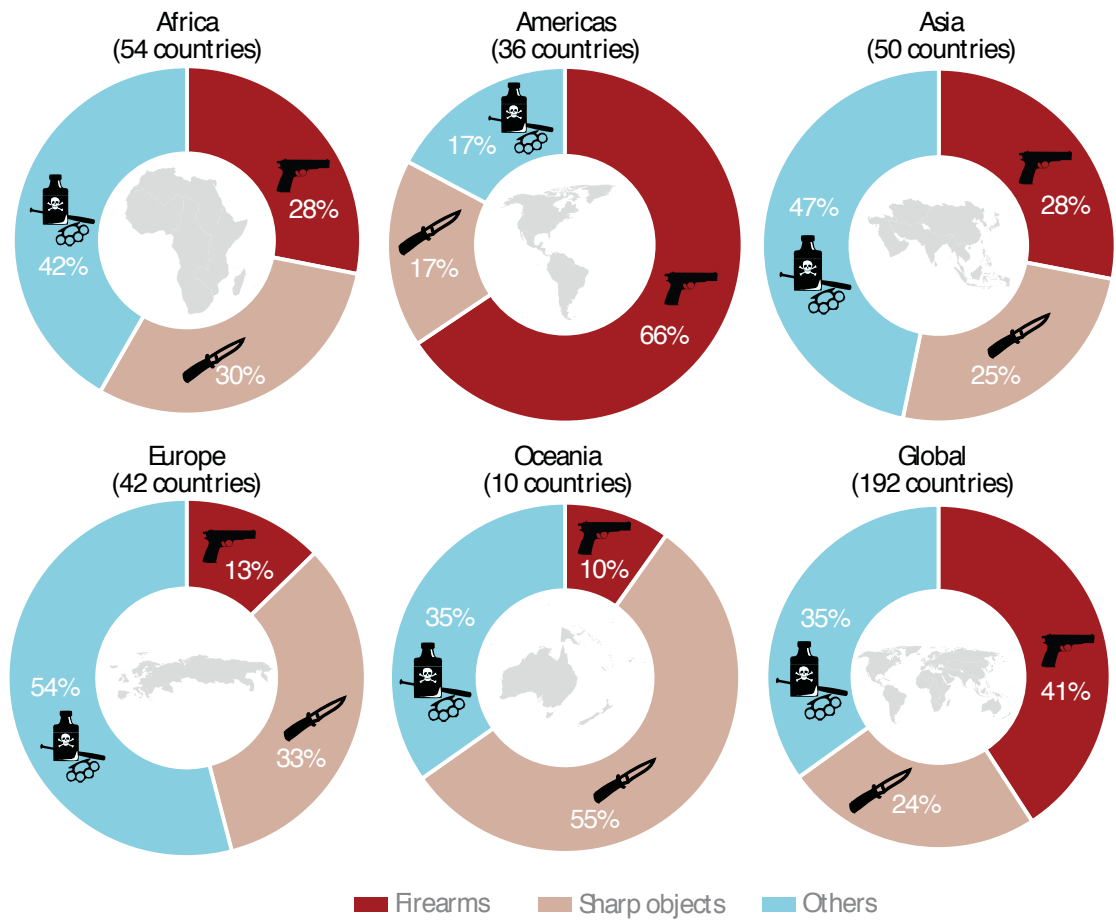 Africa
(54 countries)
28%
30%
42%
Americas
(36 countries)
66%
17%
17%
Asia
(50 countries)
28%
25%
47%
Europe
(42 countries)
13%
33%
54%
Oceania
(10 countries)
10%
55%
35%
Global
(192 countries)
41%
24%
35%
Firearms
Sharp objects
Others